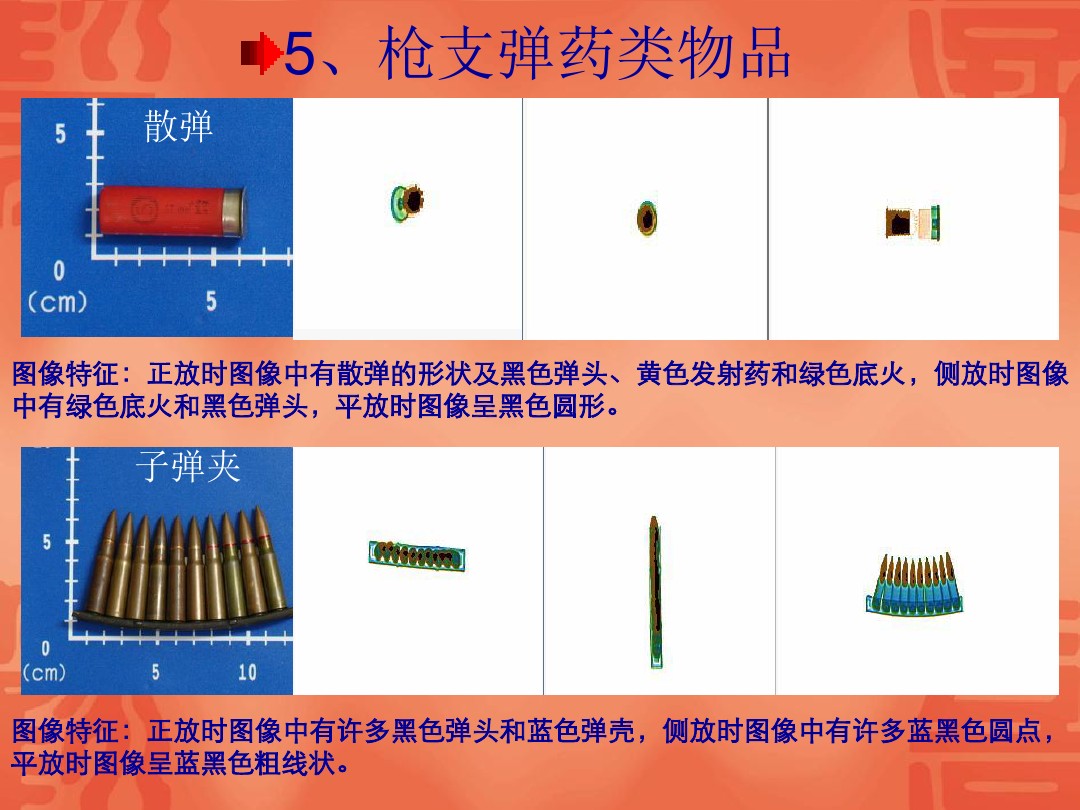 5、枪支弹药类物品
散弹
5
0
(cm)
5
图像特征：正放时图像中有散弹的形状及黑色弹头、黄色发射药和绿色底火，侧放时图像
中有绿色底火和黑色弹头，平放时图像呈黑色圆形。
子弹夹
5
0
(cm)
5
10
图像特征：正放时图像中有许多黑色弹头和蓝色弹壳，侧放时图像中有许多蓝黑色圆点，
平放时图像呈蓝黑色粗线状。